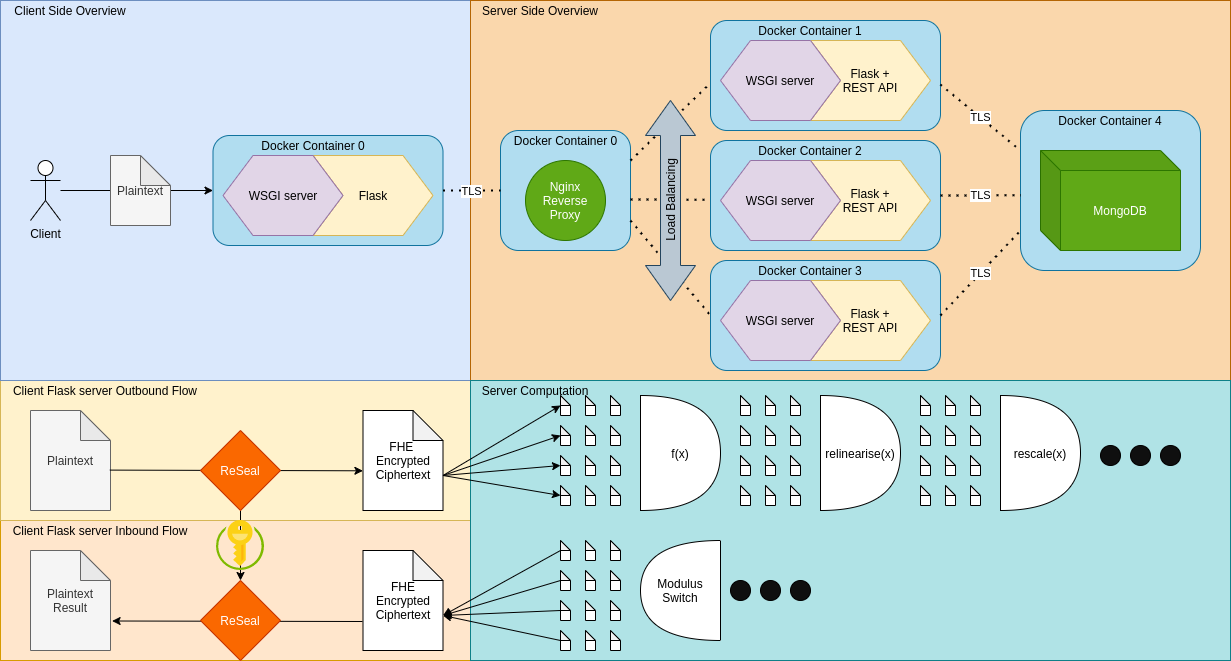 Client Side Overview
Client
Plaintext
Docker Container 0
WSGI server
Flask
TLS
Server Side Overview
Docker Container 0
Nginx
Reverse
Proxy
Load Balancing
Docker Container 1
WSGI server
Flask +
REST API
Docker Container 2
WSGI server
Flask +
REST API
Docker Container 3
WSGI server
Flask +
REST API
TLS
TLS
TLS
Docker Container 4
MongoDB
Client Flask server Outbound Flow
Plaintext
ReSeal
FHE
Encrypted
Ciphertext
Client Flask server Inbound Flow
Plaintext
Result
ReSeal
FHE
Encrypted
Ciphertext
Server Computation
f(x)
relinearise(x)
rescale(x)
Modulus
Switch